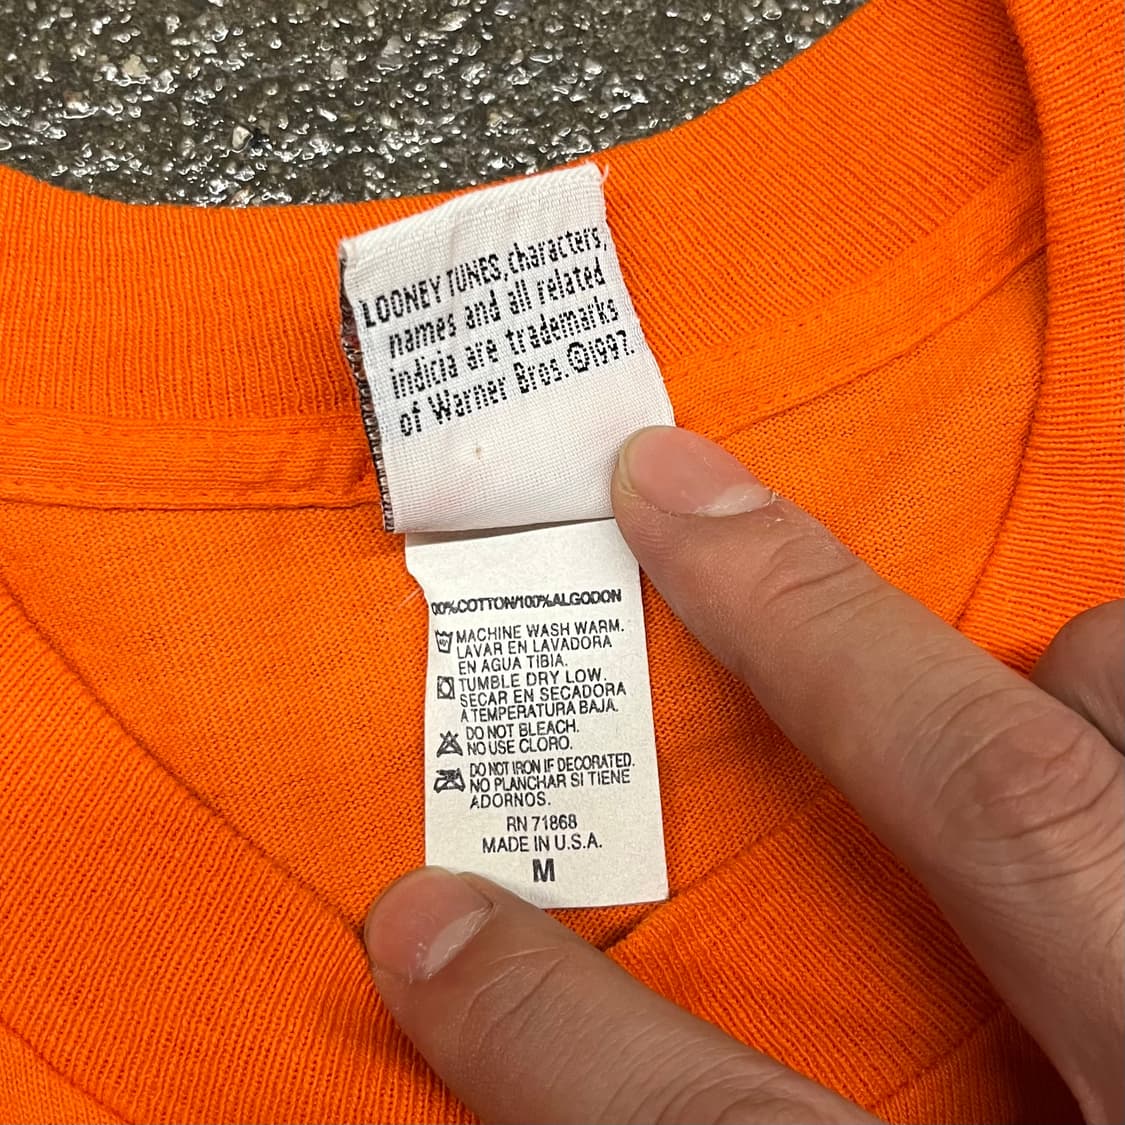 LOONEY TUNES, characters,
names and all related
indicia are trademarks
of Warner Bros. ©1997.
00%COTTON/100%ALGODON
MACHINE WASH WARM.
LAVAR EN LAVADORA
EN AGUA TIBIA.
TUMBLE DRY LOW.
SECAR EN SECADORA
A TEMPERATURA BAJA.
DO NOT BLEACH.
NO USE CLORO.
DO NOT IRON IF DECORATED.
NO PLANCHAR SI TIENE
ADORNOS.
RN 71868
MADE IN U.S.A.
M